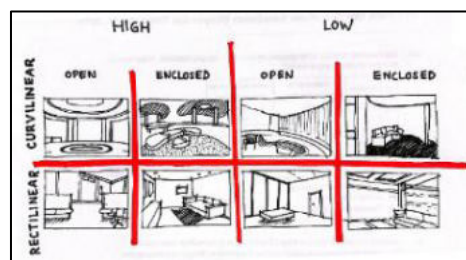 HIGH LOW
OPEN ENCLOSED OPEN ENCLOSED
CURVILINEAR
RECTILINEAR